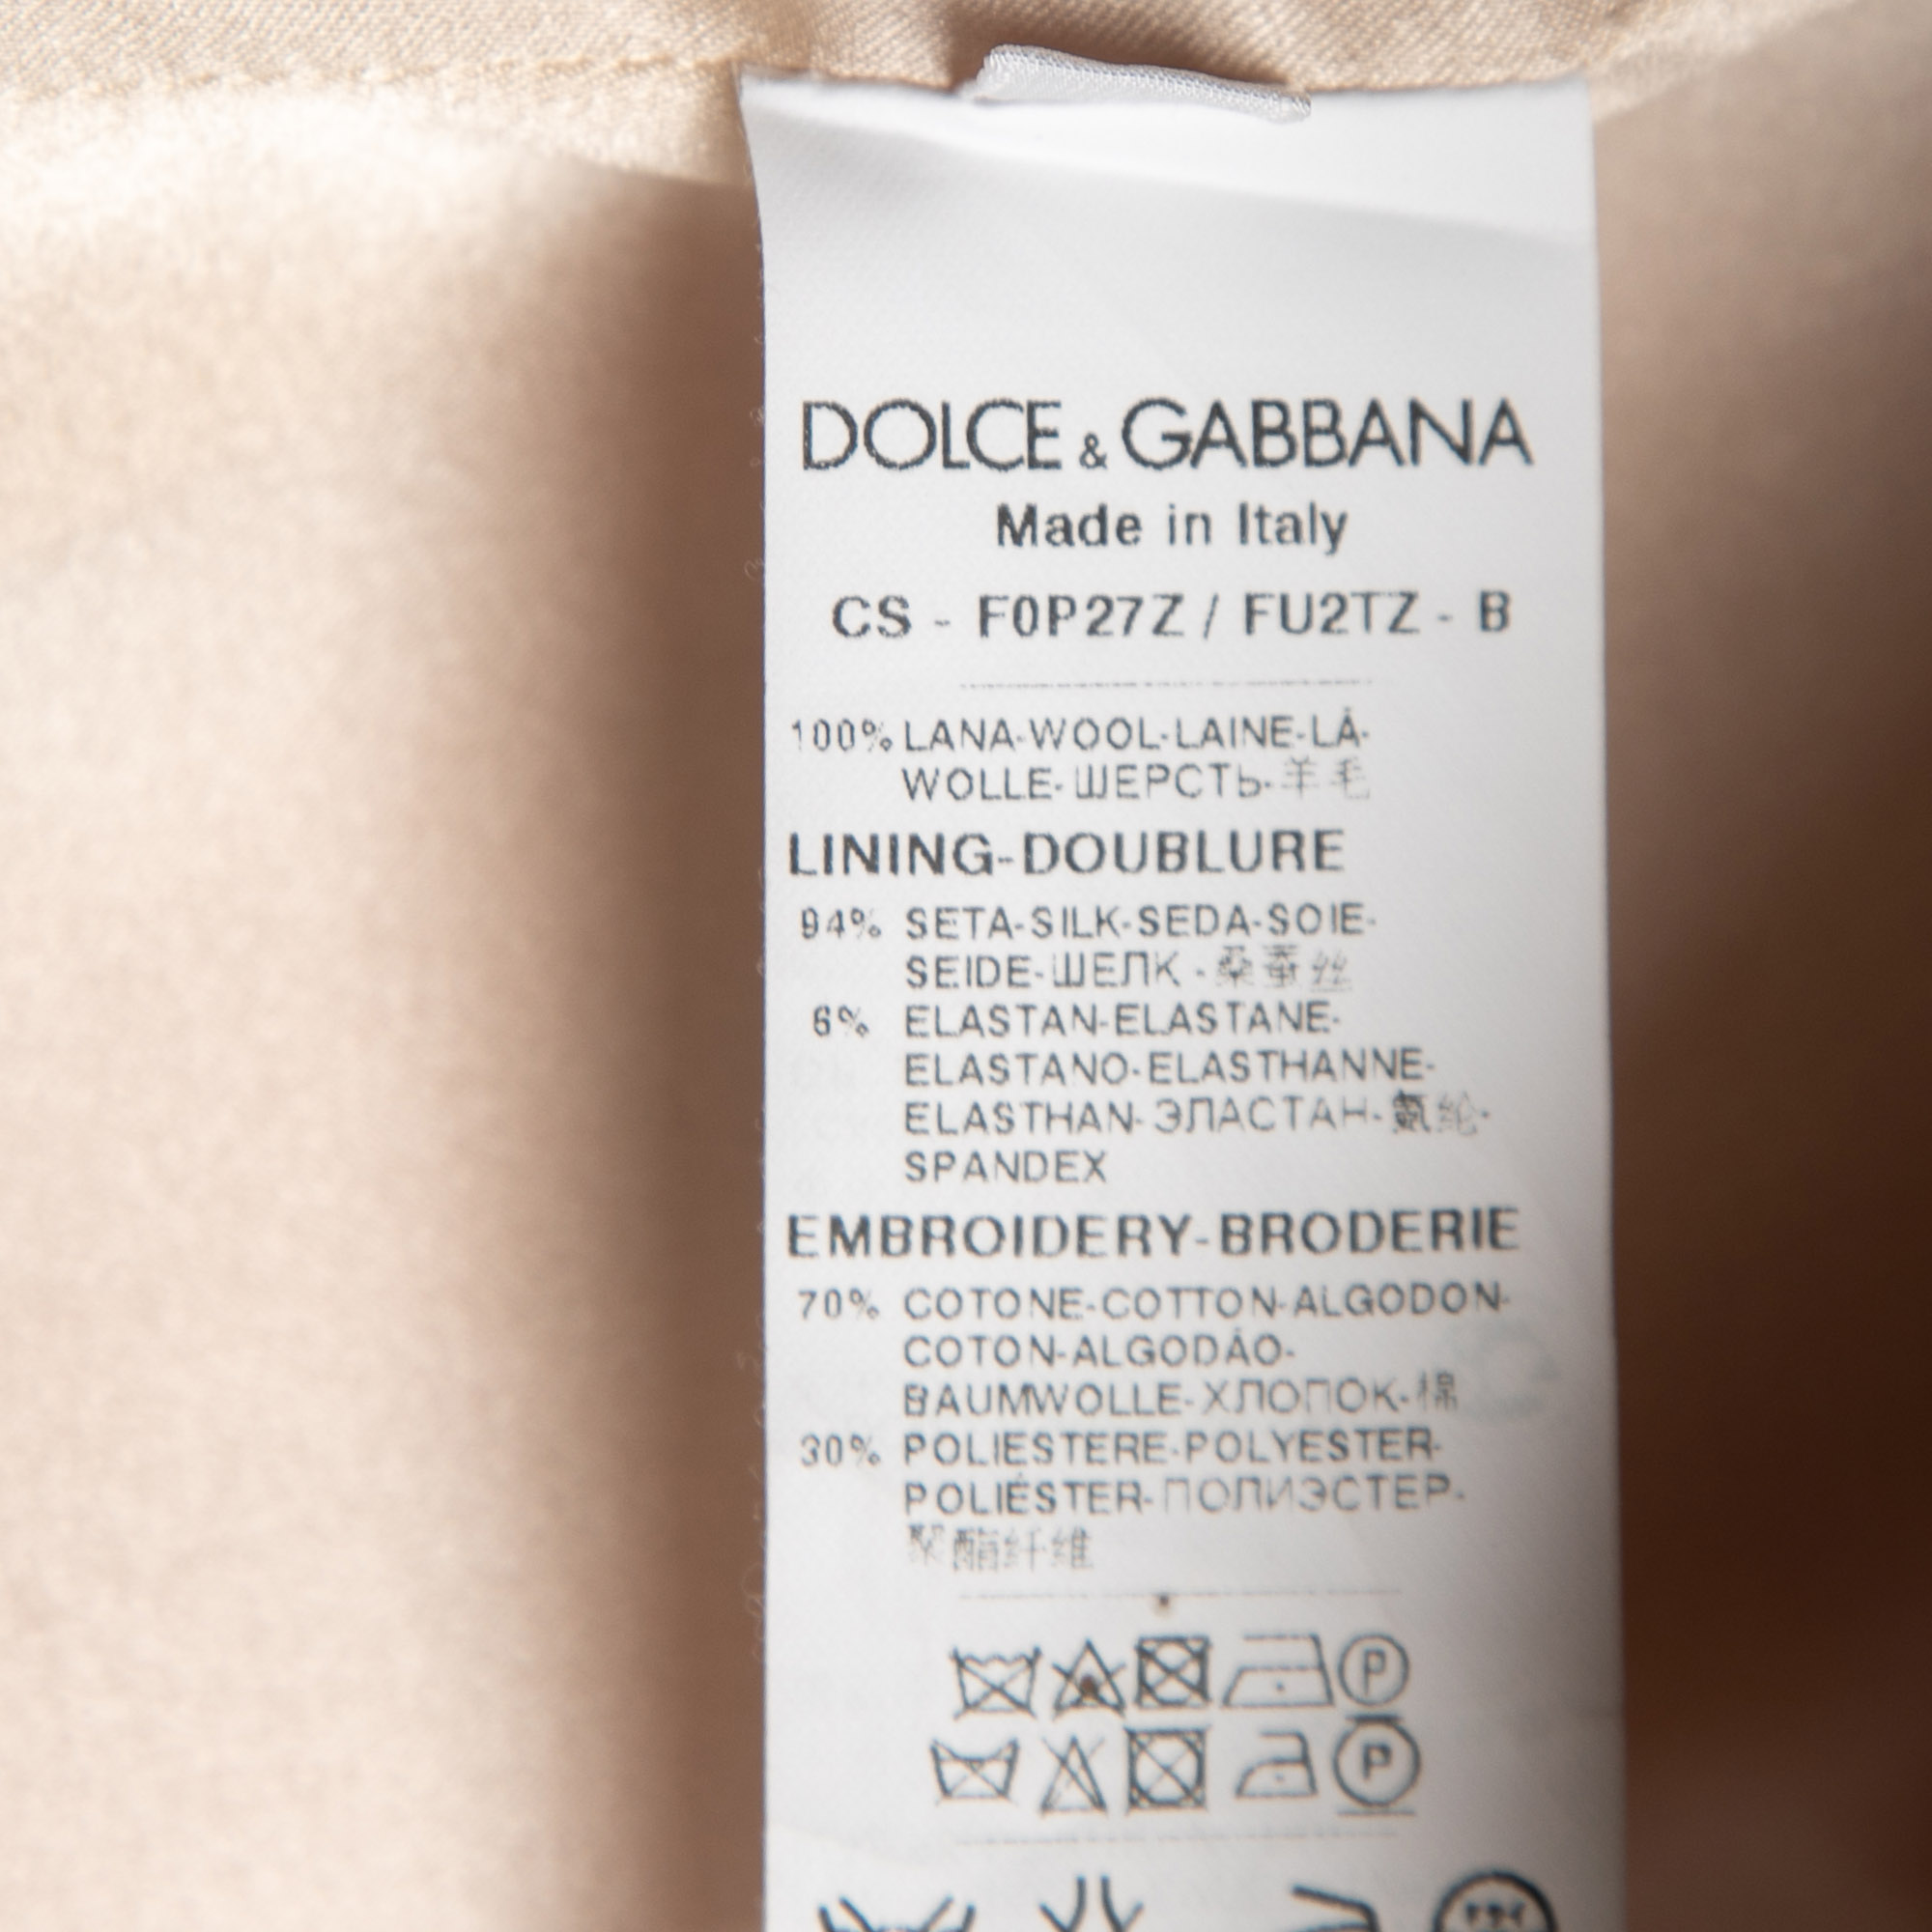 DOLCE & GABBANA
Made in Italy
CS - F0P27Z / FU2TZ - B
100% LANA-WOOL-LAINE-LÃ-
WOLLE-ШЕРСТЬ-羊毛
LINING-DOUBLURE
94% SETA-SILK-SEDA-SOIE-
SEIDE-ШЕЛК - 桑蚕丝
6% ELASTAN-ELASTANE-
ELASTANO-ELASTHANNE-
ELASTHAN-ЭЛАСТАН-氨纶-
SPANDEX
EMBROIDERY-BRODERIE
70% COTONE-COTTON-ALGODON-
COTON-ALGODÃO-
BAUMWOLLE-ХЛОПОК-棉
30% POLIESTERE-POLYESTER-
POLIÉSTER-ПОЛИЭСТЕР-
聚酯纤维
P
P